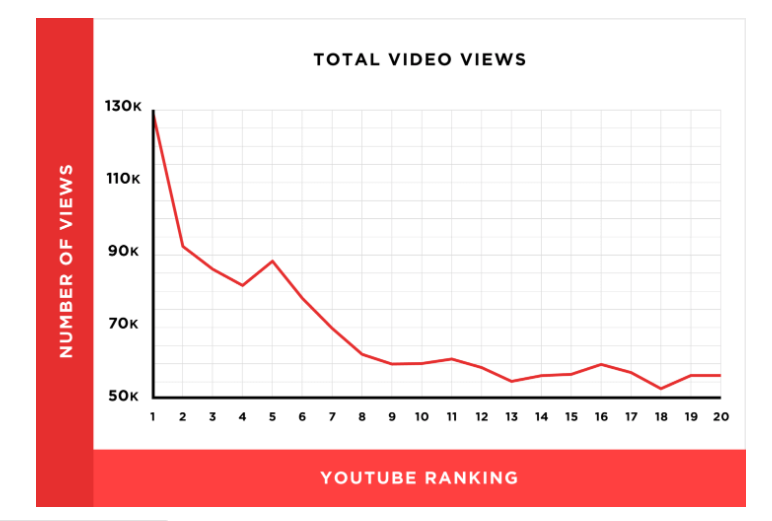 TOTAL VIDEO VIEWS
NUMBER OF VIEWS
130K
110K
90K
70K
50K
1 2 3 4 5 6 7 8 9 10 11 12 13 14 15 16 17 18 19 20
YOUTUBE RANKING